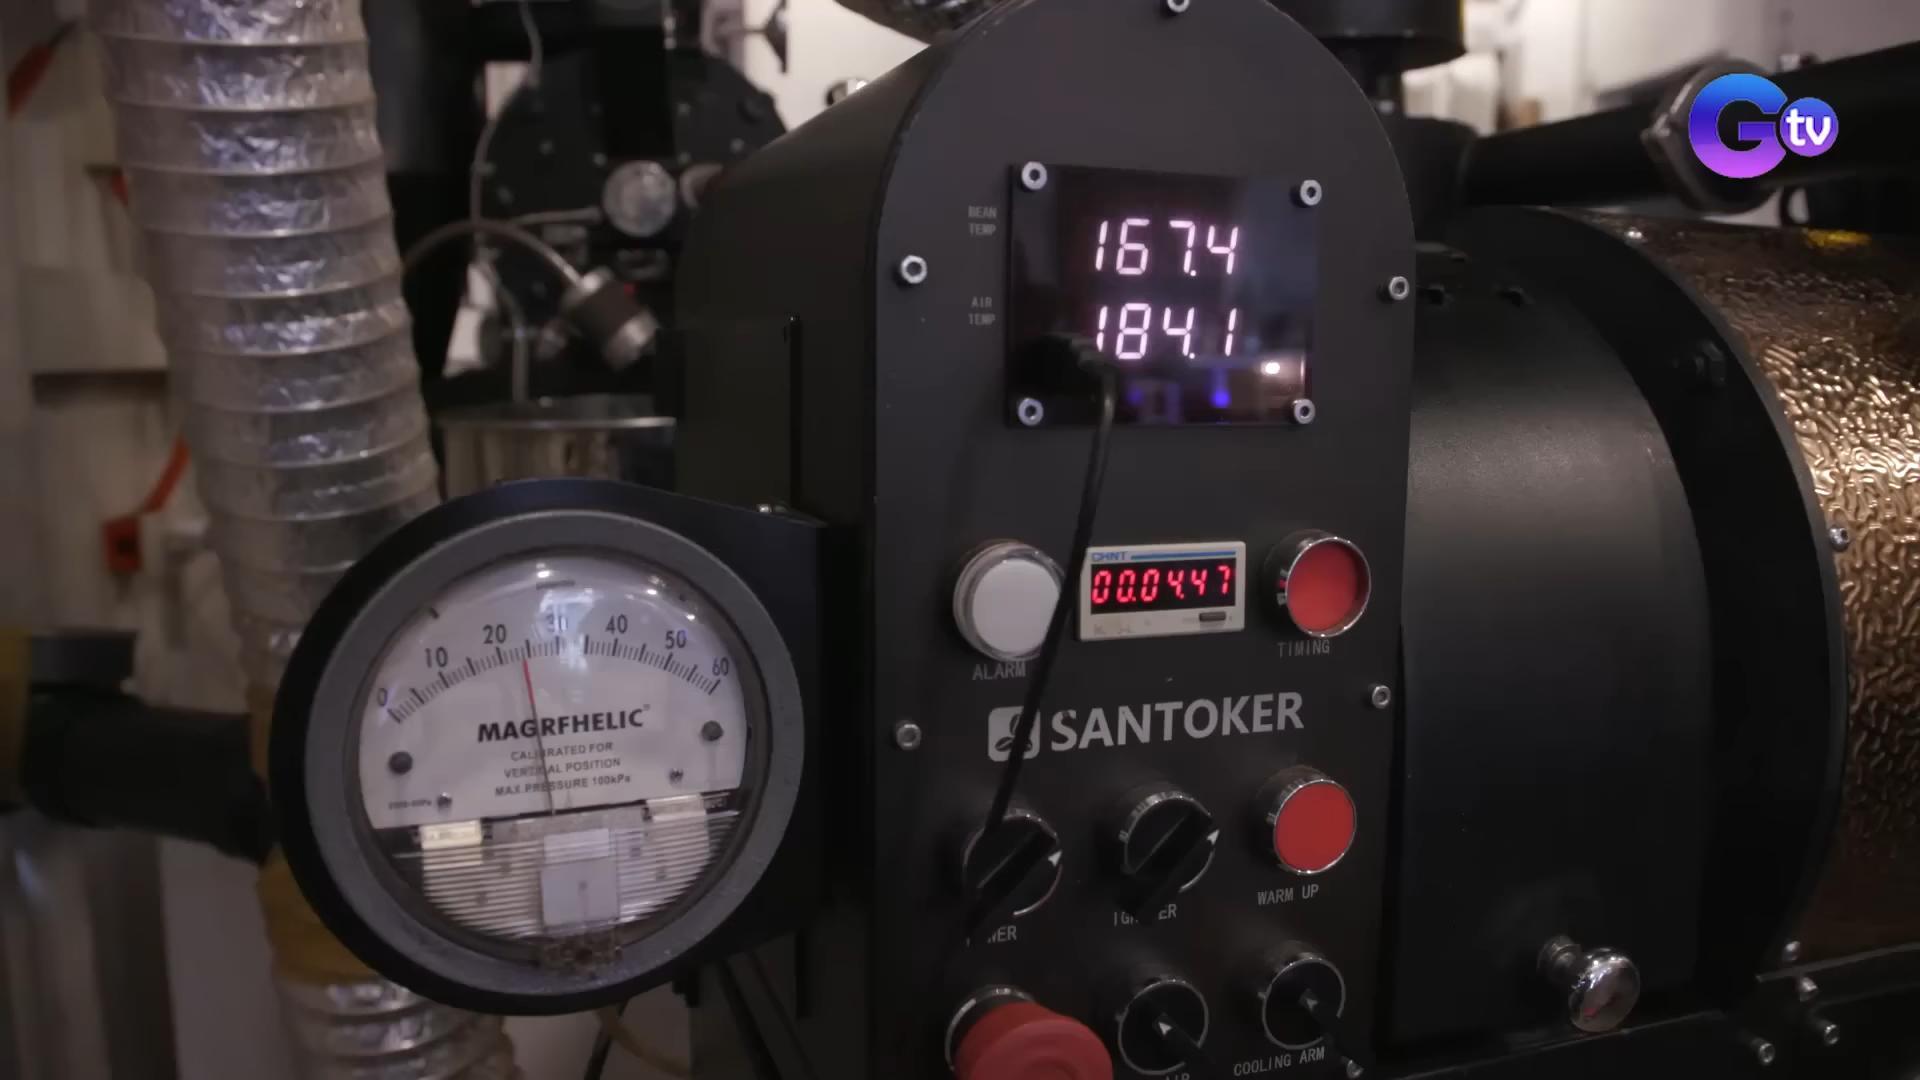 Gtv
BEAN
TEMP
167.4
AIR
TEMP
184.1
CHNT
00.04.47
ALARM
TIMING
SANTOKER
0 10 20 30 40 50 60
MAGRFHELIC®
CALIBRATED FOR
VERTICAL POSITION
MAX.PRESSURE 100kPa
WARM UP
COOLING ARM